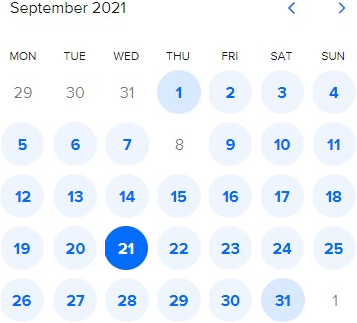 September 2021
MON TUE WED THU FRI SAT SUN
29 30 31 1 2 3 4
5 6 7 8 9 10 11
12 13 14 15 16 17 18
19 20 21 22 23 24 25
26 27 28 29 30 31 1